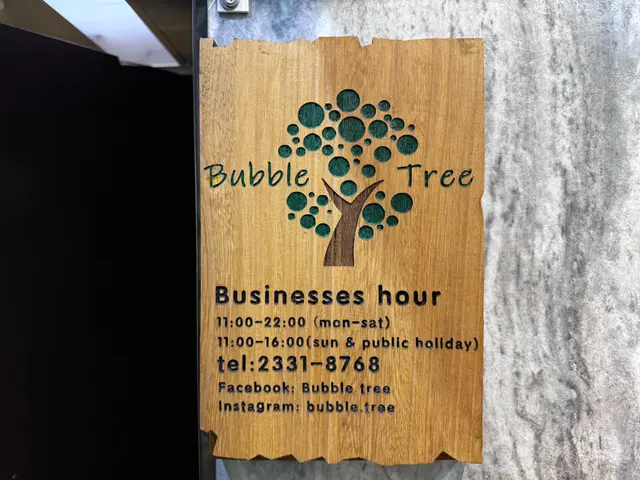 Bubble Tree
Businesses hour
11:00-22:00 (mon-sat)
11:00-16:00(sun & public holiday)
tel:2331-8768
Facebook: Bubble tree
Instagram: bubble.tree